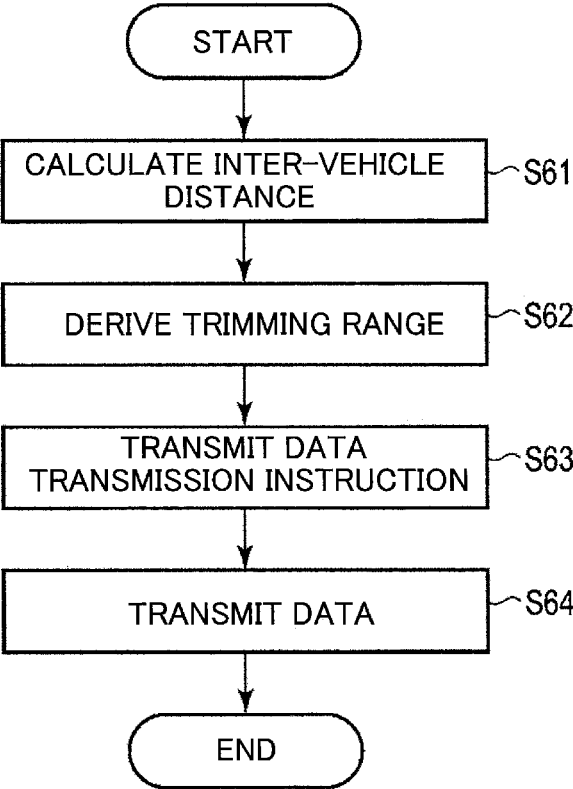 START
CALCULATE INTER-VEHICLE
DISTANCE
S61
DERIVE TRIMMING RANGE
S62
TRANSMIT DATA
TRANSMISSION INSTRUCTION
S63
TRANSMIT DATA
S64
END